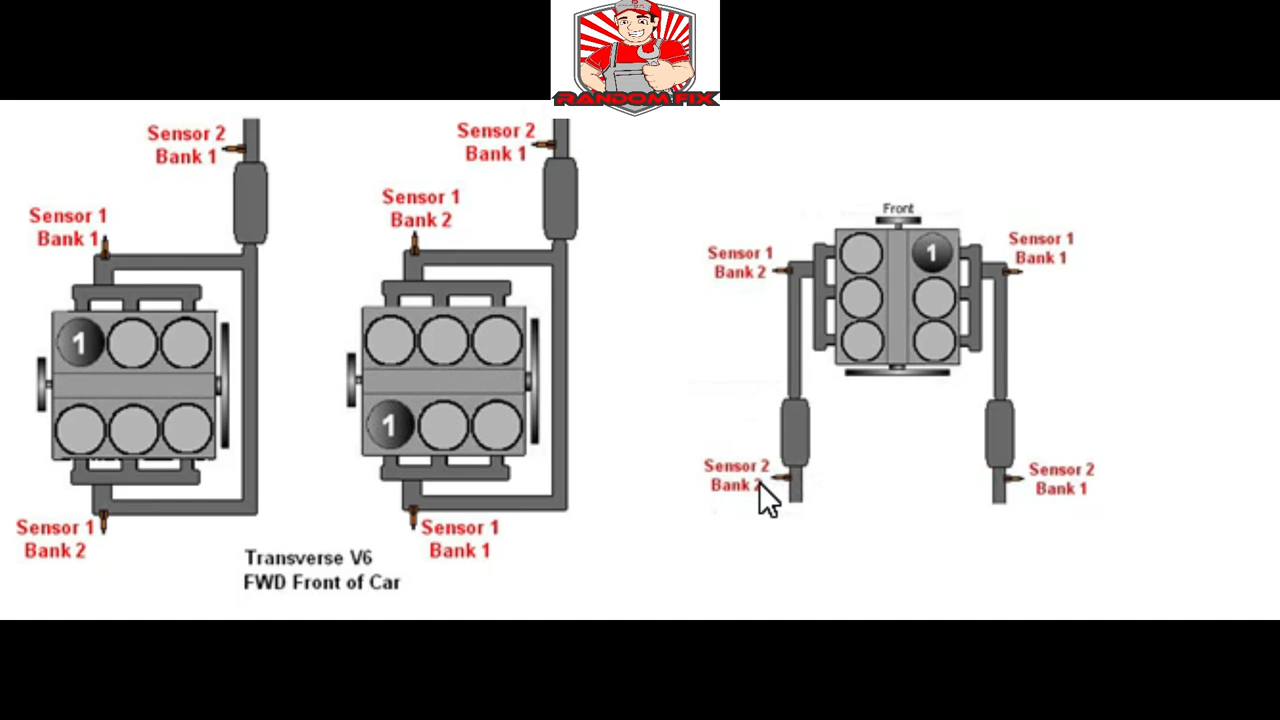 RANDOM FIX
Sensor 2
Bank 1
Sensor 1
Bank 1
1
Sensor 1
Bank 2
Sensor 2
Bank 1
Sensor 1
Bank 2
1
Sensor 1
Bank 1
Transverse V6
FWD Front of Car
Front
1
Sensor 1
Bank 2
Sensor 1
Bank 1
Sensor 2
Bank 2
Sensor 2
Bank 1